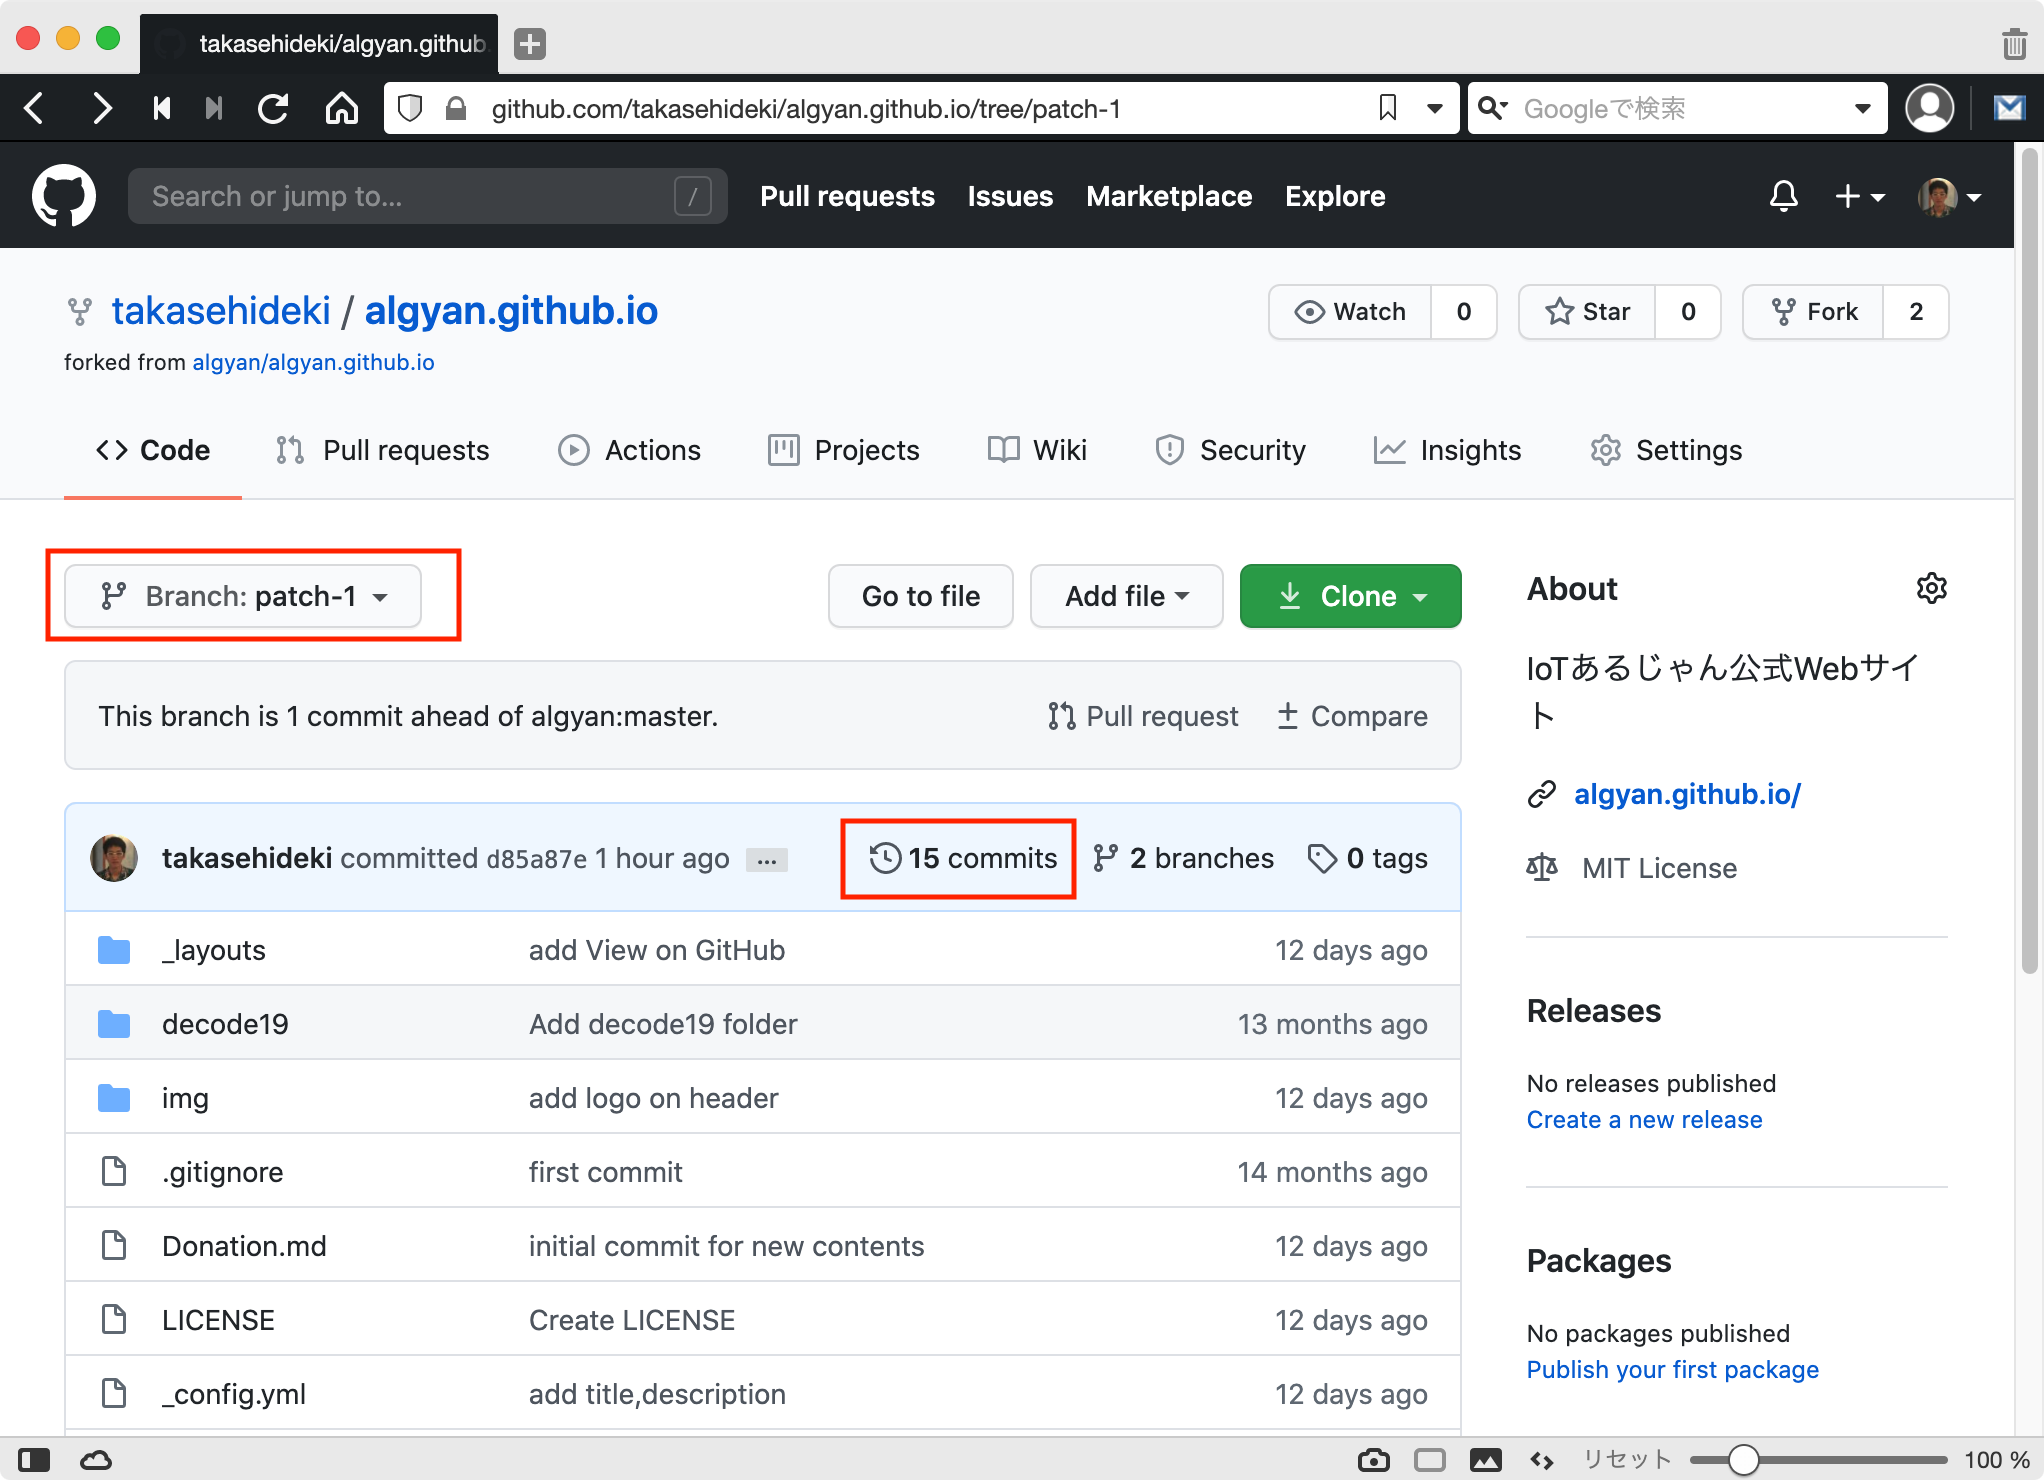 takasehideki/algyan.github
github.com/takasehideki/algyan.github.io/tree/patch-1
Googleで検索
Search or jump to...
/
Pull requests
Issues
Marketplace
Explore
takasehideki / algyan.github.io
forked from algyan/algyan.github.io
Watch 0
Star 0
Fork 2
Code
Pull requests
Actions
Projects
Wiki
Security
Insights
Settings
Branch: patch-1
Go to file
Add file
Clone
This branch is 1 commit ahead of algyan:master.
Pull request
Compare
takasehideki committed d85a87e 1 hour ago ...
15 commits
2 branches
0 tags
_layouts add View on GitHub 12 days ago
decode19 Add decode19 folder 13 months ago
img add logo on header 12 days ago
.gitignore first commit 14 months ago
Donation.md initial commit for new contents 12 days ago
LICENSE Create LICENSE 12 days ago
_config.yml add title,description 12 days ago
About
IoTあるじゃん公式Webサイ
ト
algyan.github.io/
MIT License
Releases
No releases published
Create a new release
Packages
No packages published
Publish your first package
リセット
100 %